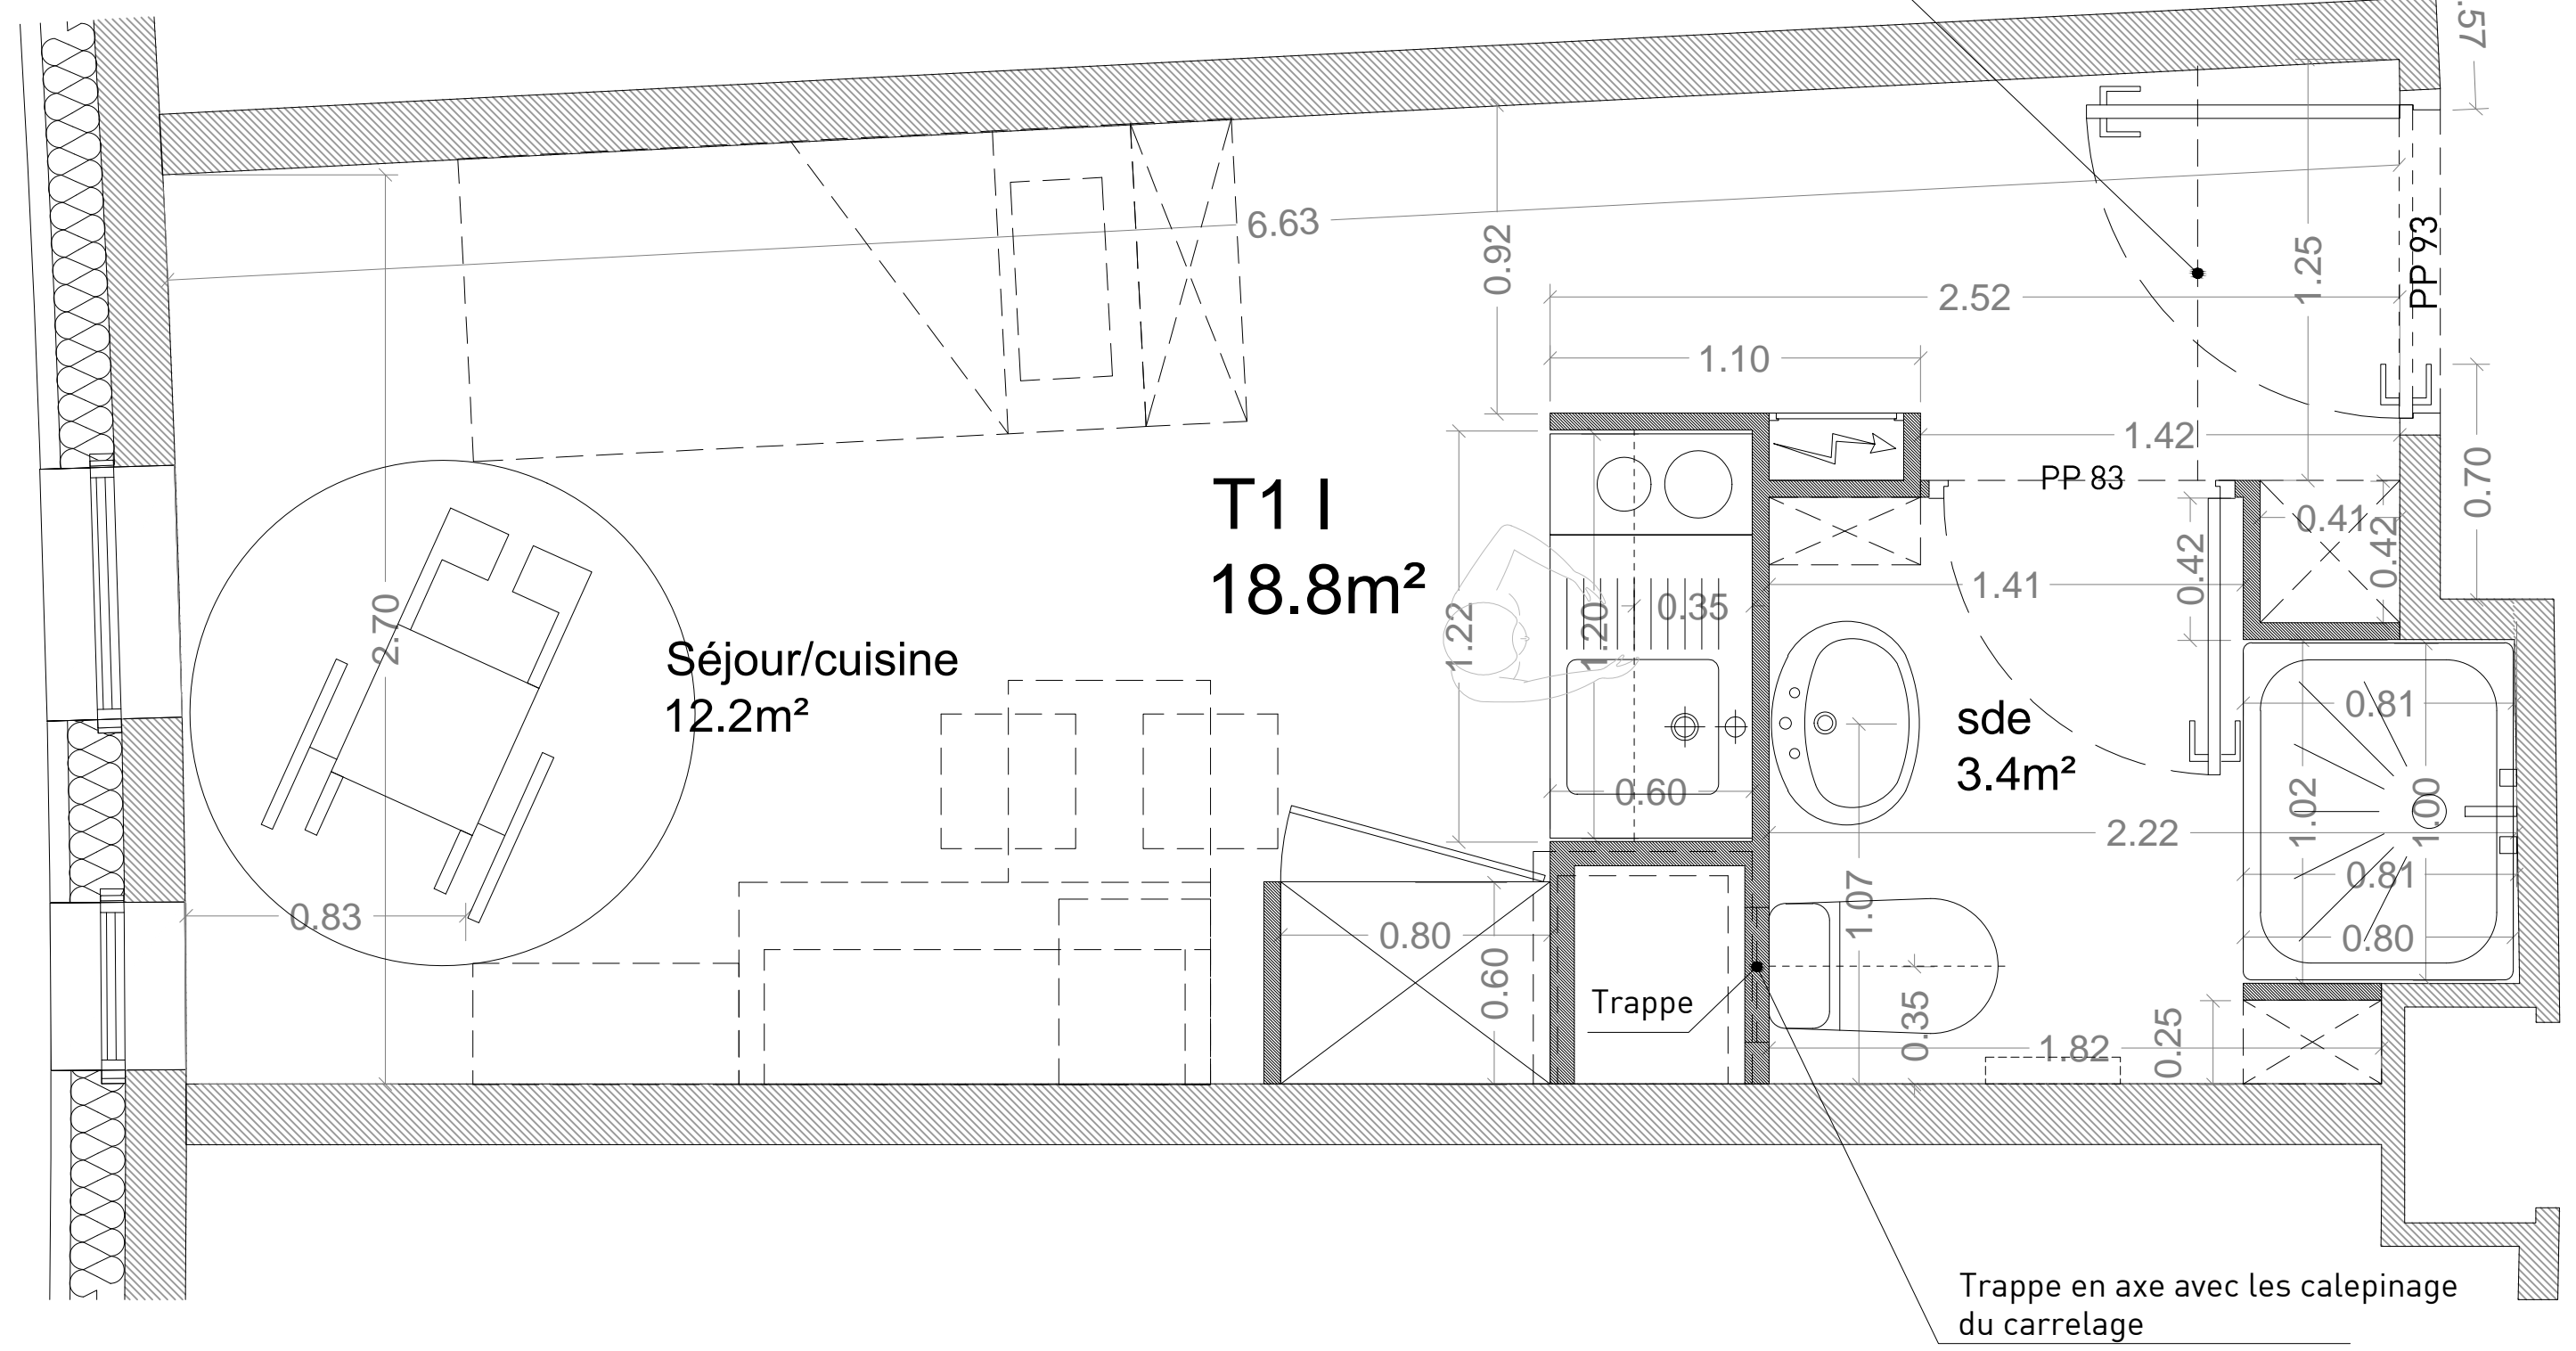 .57
6.63
0.92
2.52
1.25
PP 93
1.10
1.42
PP 83
0.70
T1 I
18.8m²
0.41
0.42
0.42
1.41
2.70
Séjour/cuisine
12.2m²
1.22
1.20
0.35
sde
3.4m²
0.81
0.60
1.02
1.00
2.22
0.81
0.83
0.80
0.60
1.07
0.80
Trappe
0.35
1.82
0.25
Trappe en axe avec les calepinage
du carrelage